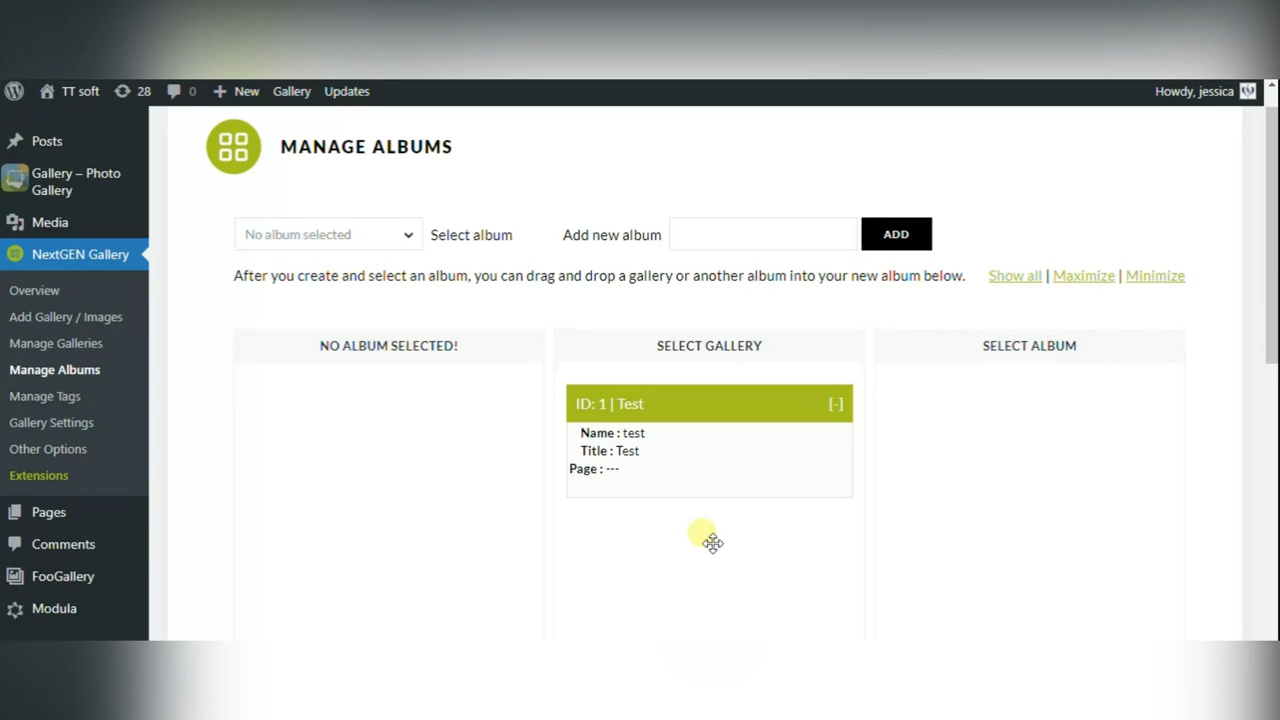 TT soft 28 0 New Gallery Updates Howdy, jessica
Posts
Gallery – Photo
Gallery
Media
NextGEN Gallery
Overview
Add Gallery / Images
Manage Galleries
Manage Albums
Manage Tags
Gallery Settings
Other Options
Extensions
Pages
Comments
FooGallery
Modula
MANAGE ALBUMS
No album selected Select album Add new album ADD
After you create and select an album, you can drag and drop a gallery or another album into your new album below. Show all | Maximize | Minimize
NO ALBUM SELECTED! SELECT GALLERY SELECT ALBUM
ID: 1 | Test [-]
Name : test
Title : Test
Page : ---